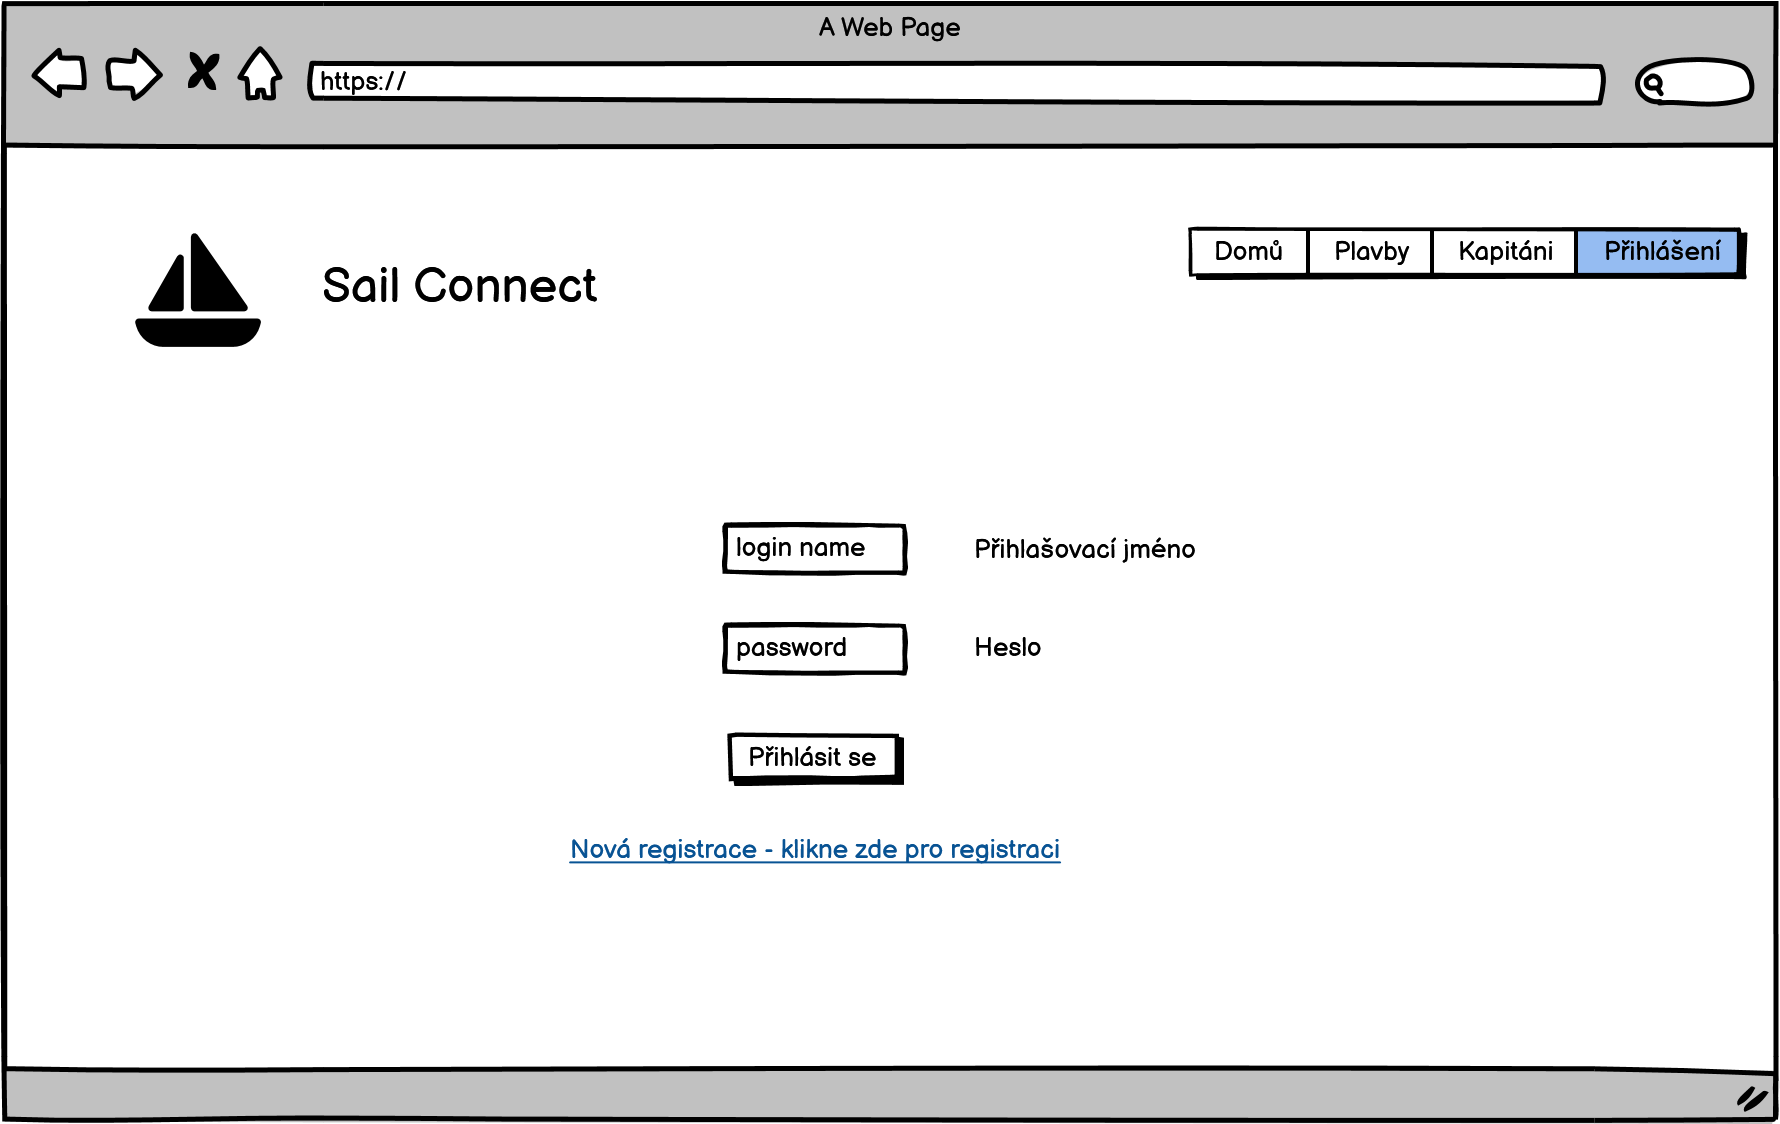 A Web Page
https://
Sail Connect
Domů Plavby Kapitáni Přihlášení
login name Přihlašovací jméno
password Heslo
Přihlásit se
Nová registrace - klikne zde pro registraci